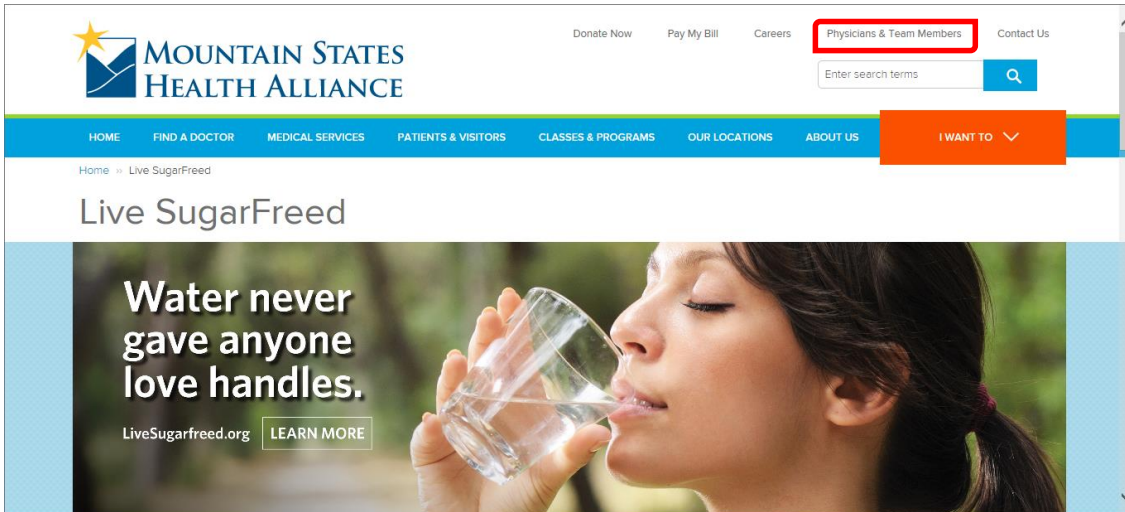 Donate Now Pay My Bill Careers Physicians & Team Members Contact Us
MOUNTAIN STATES
HEALTH ALLIANCE
Enter search terms
HOME FIND A DOCTOR MEDICAL SERVICES PATIENTS & VISITORS CLASSES & PROGRAMS OUR LOCATIONS ABOUT US I WANT TO
Home » Live SugarFreed
Live SugarFreed
Water never
gave anyone
love handles.
LiveSugarfreed.org LEARN MORE